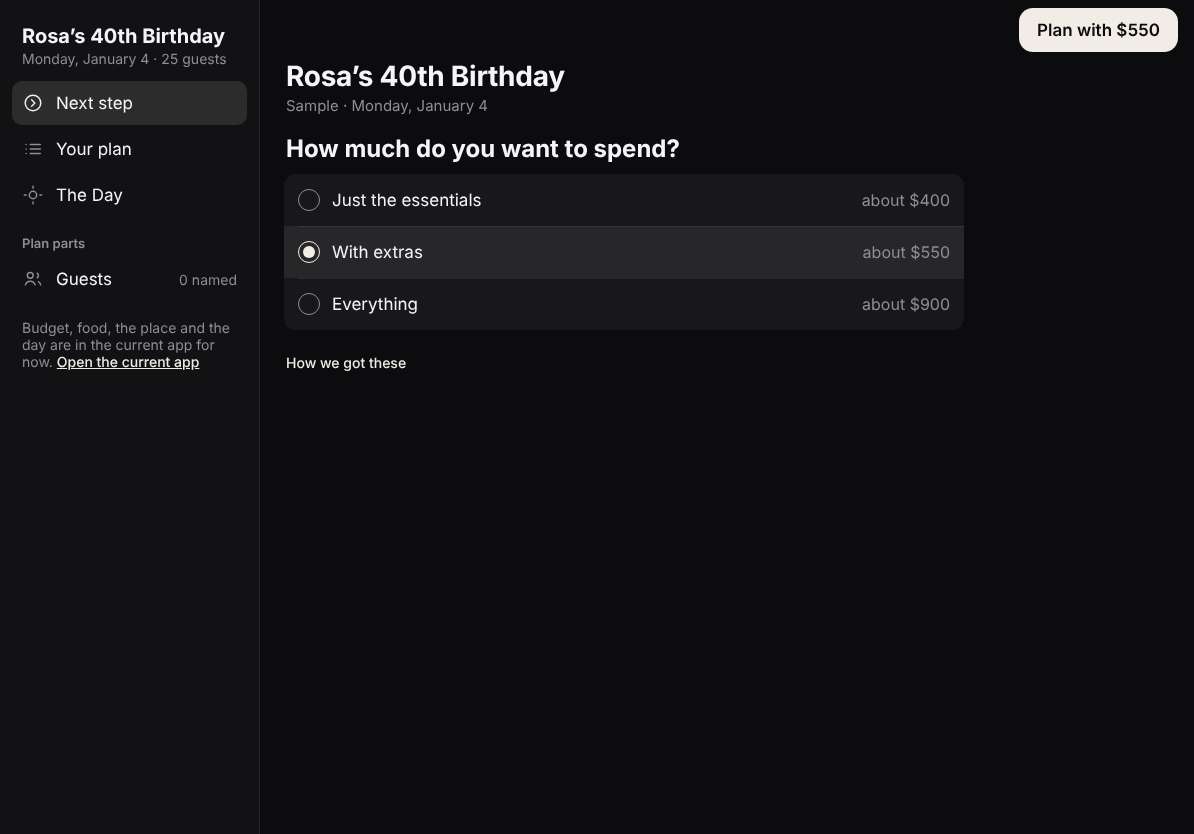 Rosa’s 40th Birthday
Monday, January 4 · 25 guests
Next step
Your plan
The Day
Plan parts
Guests 0 named
Budget, food, the place and the
day are in the current app for
now. Open the current app
Plan with $550
Rosa’s 40th Birthday
Sample · Monday, January 4
How much do you want to spend?
Just the essentials about $400
With extras about $550
Everything about $900
How we got these